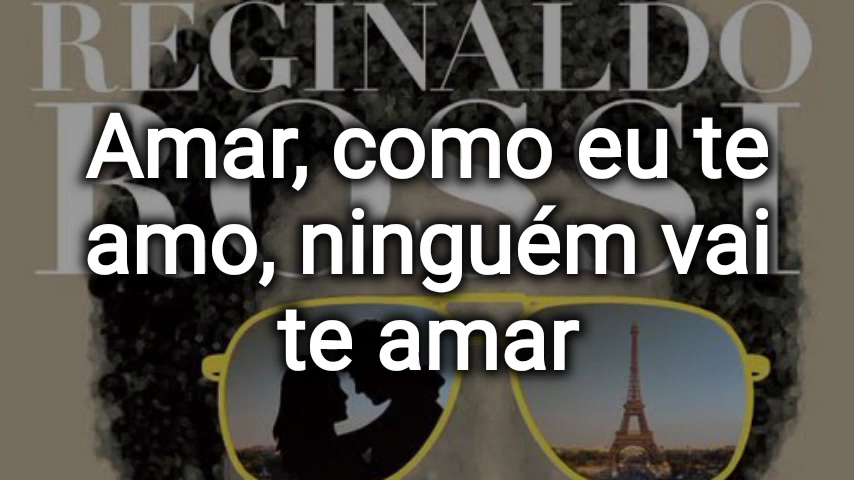 REGINALDO
ROSSI
Amar, como eu te
amo, ninguém vai
te amar